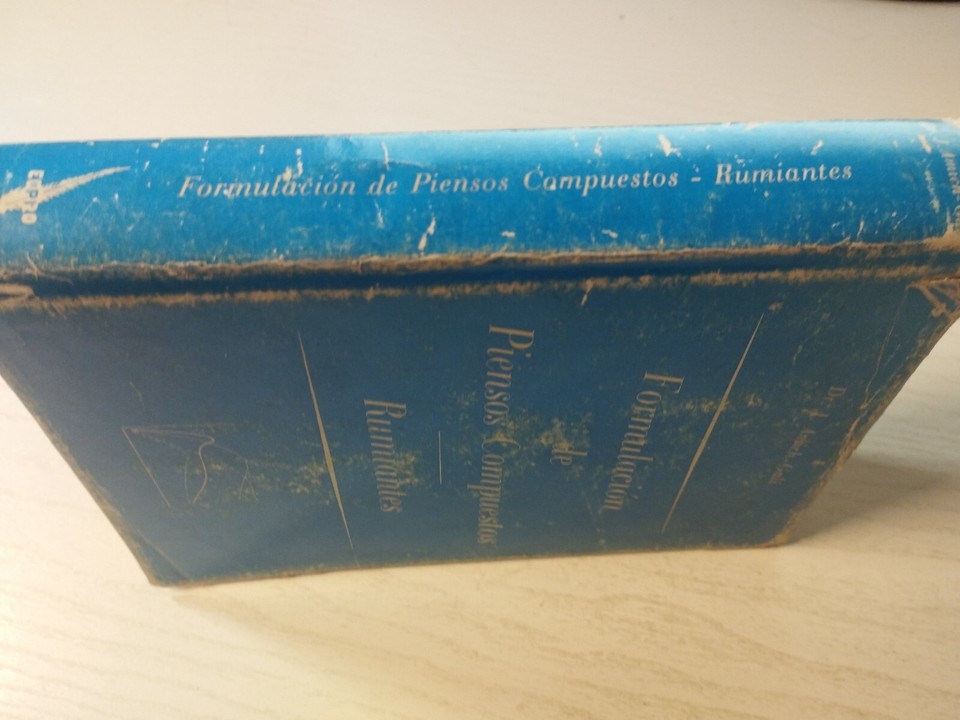 Formulación de Piensos Compuestos - Rumiantes
Formulación
de
Piensos Compuestos
Rumiantes